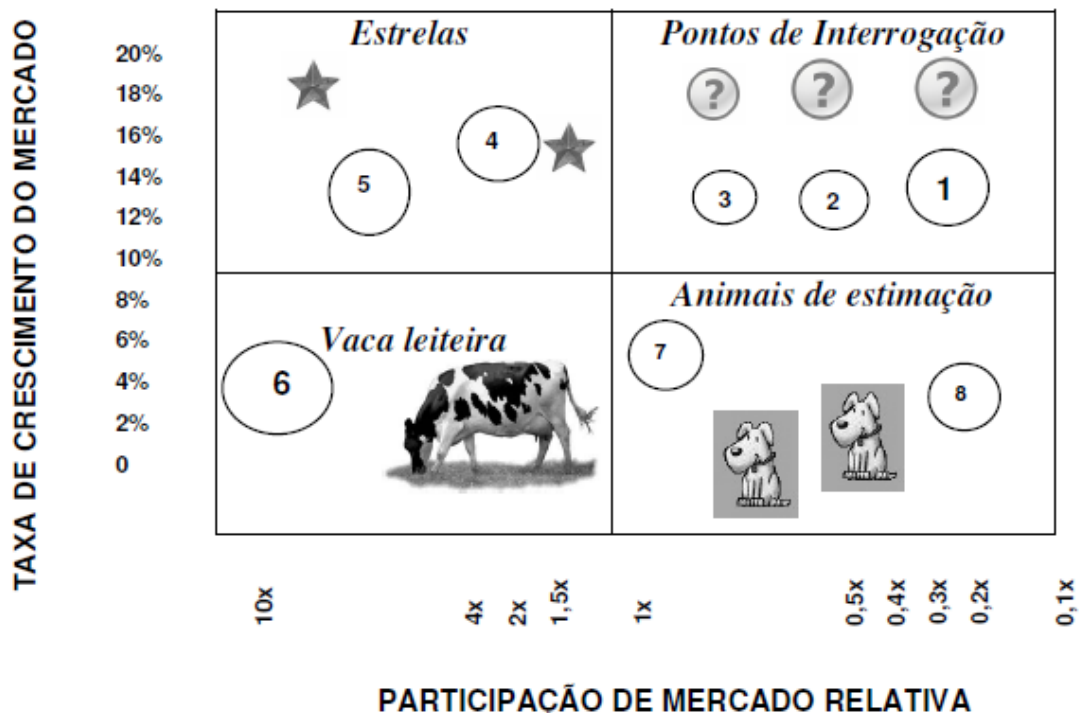 TAXA DE CRESCIMENTO DO MERCADO
20%
18%
16%
14%
12%
10%
8%
6%
4%
2%
0
Estrelas
4
5
Pontos de Interrogação
? ? ?
3 2 1
Vaca leiteira
6
Animais de estimação
7
8
10x 4x 2x 1,5x 1x 0,5x 0,4x 0,3x 0,2x 0,1x
PARTICIPAÇÃO DE MERCADO RELATIVA